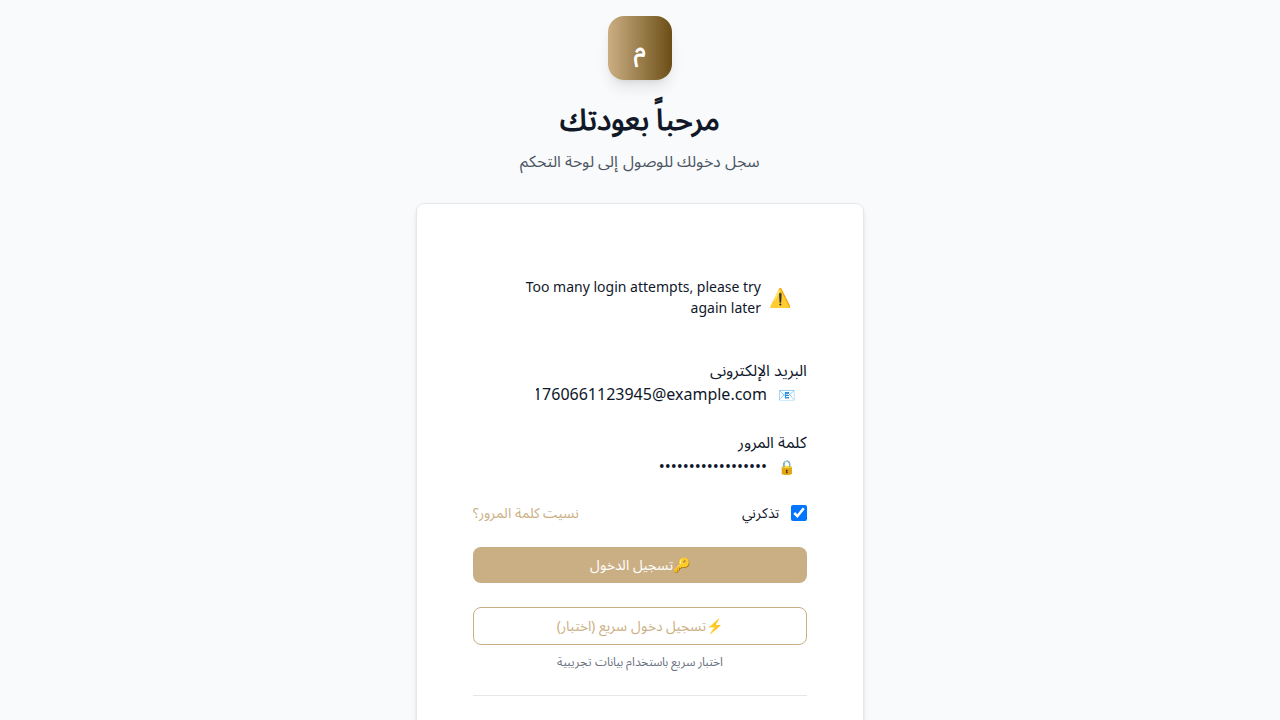 م
مرحباً بعودتك
سجل دخولك للوصول إلى لوحة التحكم
Too many login attempts, please try
again later
البريد الإلكتروني
1760661123945@example.com
كلمة المرور
••••••••••••••••••
تذكرني
نسيت كلمة المرور؟
تسجيل الدخول
تسجيل دخول سريع (اختبار)
اختبار سريع باستخدام بيانات تجريبية